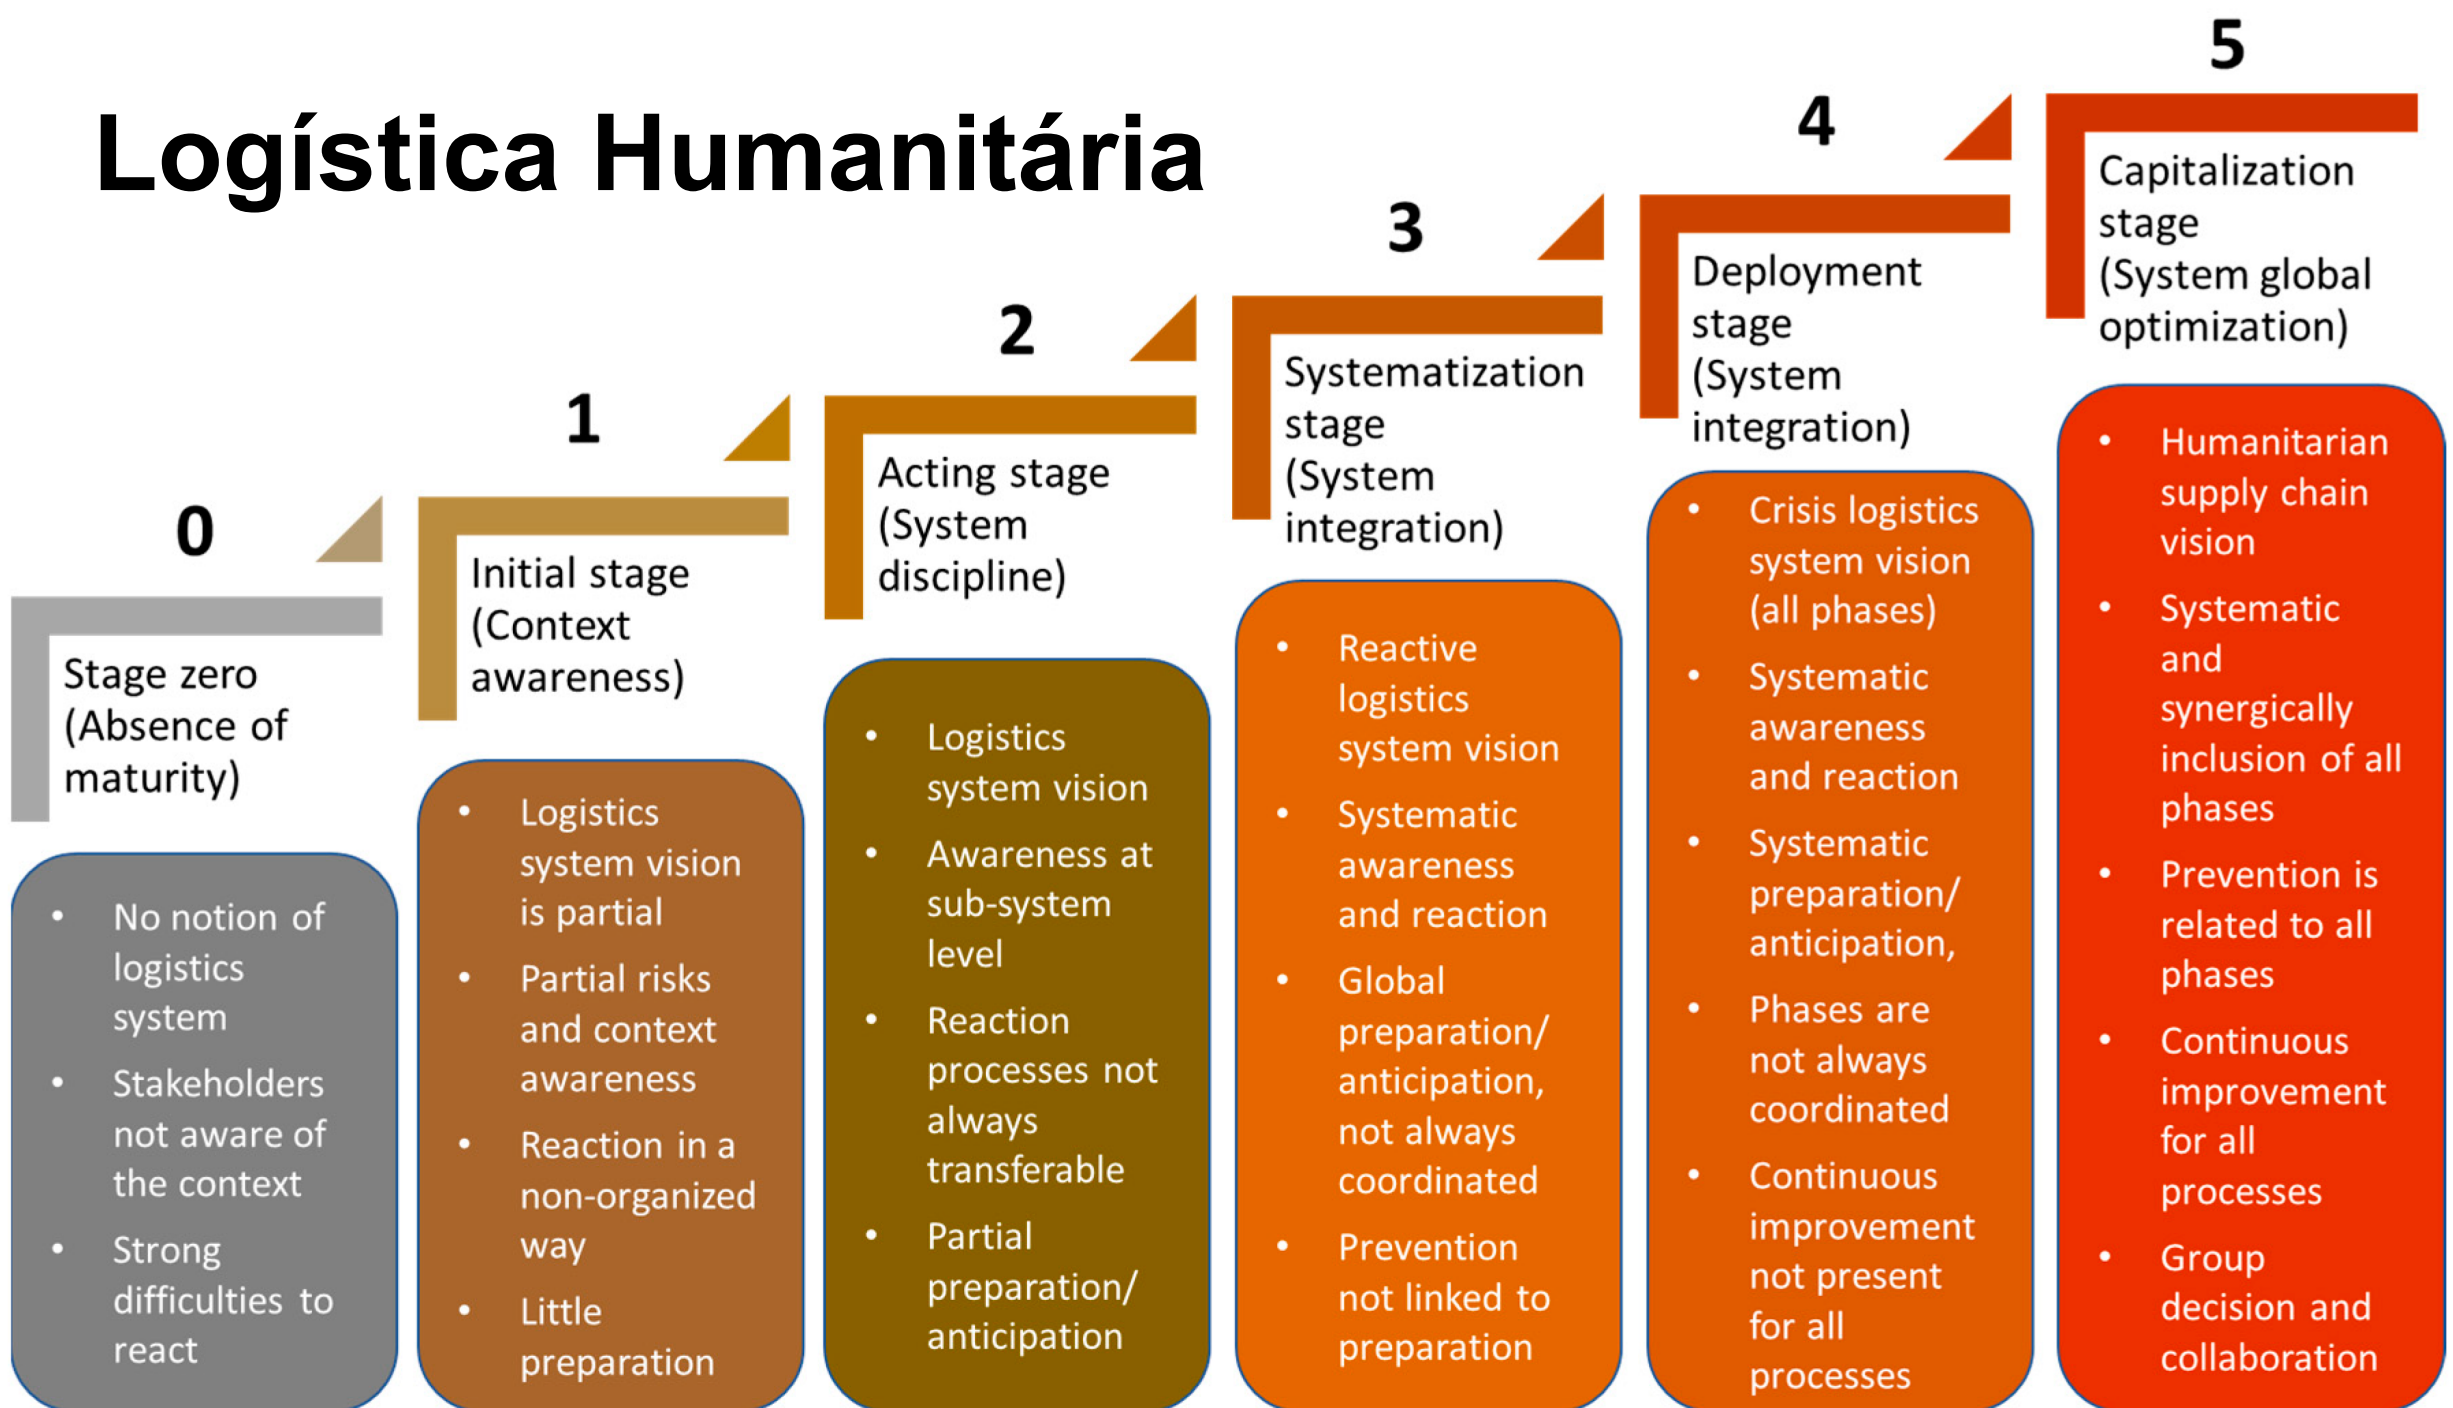 Logística Humanitária
0
Stage zero
(Absence of
maturity)
• No notion of
logistics
system
• Stakeholders
not aware of
the context
• Strong
difficulties to
react
1
Initial stage
(Context
awareness)
• Logistics
system vision
is partial
• Partial risks
and context
awareness
• Reaction in a
non-organized
way
• Little
preparation
2
Acting stage
(System
discipline)
• Logistics
system vision
• Awareness at
sub-system
level
• Reaction
processes not
always
transferable
• Partial
preparation/
anticipation
3
Systematization
stage
(System
integration)
• Reactive
logistics
system vision
• Systematic
awareness
and reaction
• Global
preparation/
anticipation,
not always
coordinated
• Prevention
not linked to
preparation
4
Deployment
stage
(System
integration)
• Crisis logistics
system vision
(all phases)
• Systematic
awareness
and reaction
• Systematic
preparation/
anticipation,
• Phases are
not always
coordinated
• Continuous
improvement
not present
for all
processes
5
Capitalization
stage
(System global
optimization)
• Humanitarian
supply chain
vision
• Systematic
and
synergically
inclusion of all
phases
• Prevention is
related to all
phases
• Continuous
improvement
for all
processes
• Group
decision and
collaboration